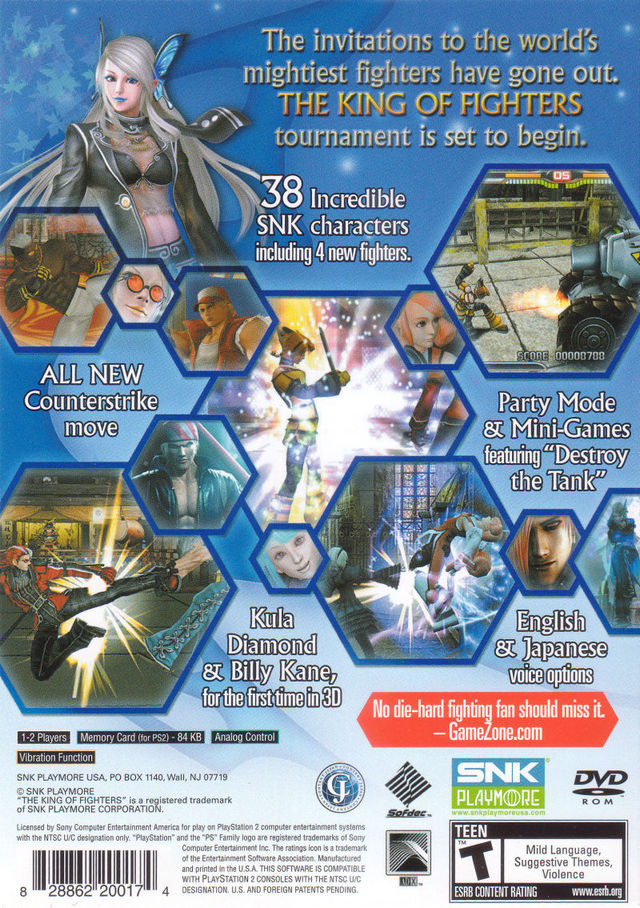 The invitations to the world's
mightiest fighters have gone out.
THE KING OF FIGHTERS
tournament is set to begin.
38 Incredible
SNK characters
including 4 new fighters.
05
SCORE 00008788
ALL NEW
Counterstrike
move
Party Mode
& Mini-Games
featuring "Destroy
the Tank"
Kula
Diamond
& Billy Kane,
for the first time in 3D
English
& Japanese
voice options
No die-hard fighting fan should miss it.
– GameZone.com
1-2 Players
Memory Card (for PS2) - 84 KB
Analog Control
Vibration Function
SNK PLAYMORE USA, PO BOX 1140, Wall, NJ 07719
© SNK PLAYMORE
"THE KING OF FIGHTERS" is a registered trademark
of SNK PLAYMORE CORPORATION.
Sofdec
SNK
PLAYMORE
www.snkplaymoreusa.com
DVD
ROM
Licensed by Sony Computer Entertainment America for play on PlayStation 2 computer entertainment systems
with the NTSC U/C designation only. "PlayStation" and the "PS" Family logo are registered trademarks of Sony
Computer Entertainment Inc. The ratings icon is a trademark
of the Entertainment Software Association. Manufactured
and printed in the U.S.A. THIS SOFTWARE IS COMPATIBLE
WITH PLAYSTATION 2 CONSOLES WITH THE NTSC U/C
DESIGNATION. U.S. AND FOREIGN PATENTS PENDING.
8 28862 20017 4
ADX
TEEN
T
Mild Language,
Suggestive Themes,
Violence
ESRB CONTENT RATING
www.esrb.org